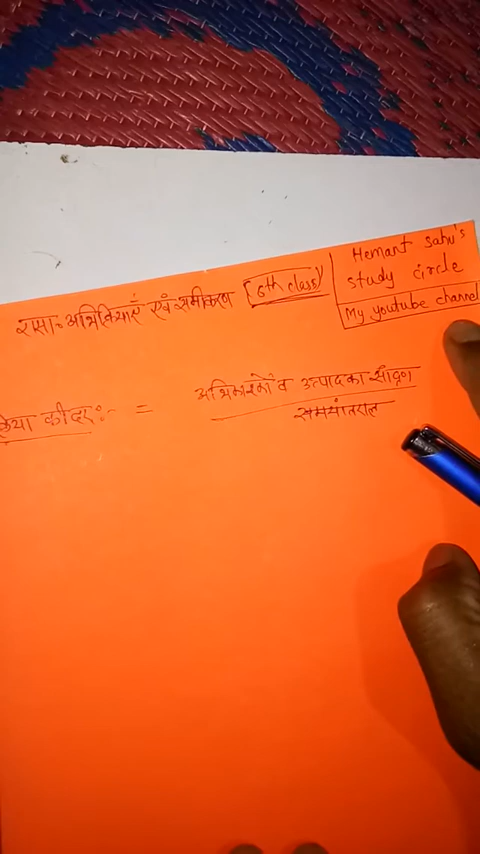 रसा० अभिक्रियाएँ एवं समीकरण [6th class]
Hemant Sahu's
study circle
My youtube channel
क्रिया की दर :- = अभिकारकों व उत्पाद का सांद्रण
समयांतराल